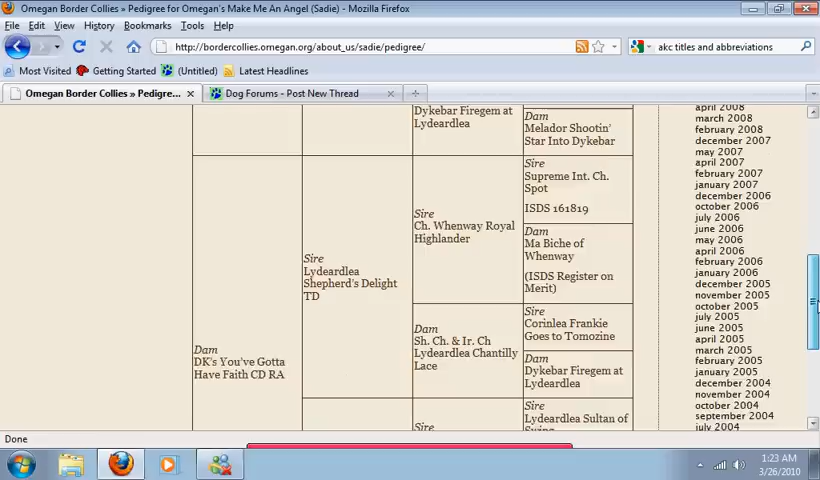 Omegan Border Collies » Pedigree for Omegan's Make Me An Angel (Sadie) - Mozilla Firefox
File Edit View History Bookmarks Tools Help
http://bordercollies.omegan.org/about_us/sadie/pedigree/
akc titles and abbreviations
Most Visited Getting Started (Untitled) Latest Headlines
Omegan Border Collies » Pedigree... Dog Forums - Post New Thread
Dykebar Firegem at
Lydeardlea
Dam
Melador Shootin'
Star Into Dykebar
Dam
DK's You've Gotta
Have Faith CD RA
Sire
Lydeardlea
Shepherd's Delight
TD
Sire
Ch. Whenway Royal
Highlander
Sire
Supreme Int. Ch.
Spot
ISDS 161819
Dam
Ma Biche of
Whenway
(ISDS Register on
Merit)
Dam
Sh. Ch. & Ir. Ch
Lydeardlea Chantilly
Lace
Sire
Corinlea Frankie
Goes to Tomozine
Dam
Dykebar Firegem at
Lydeardlea
Sire
Sire
Lydeardlea Sultan of
Swing
april 2008
march 2008
february 2008
december 2007
may 2007
april 2007
february 2007
january 2007
december 2006
october 2006
july 2006
june 2006
may 2006
april 2006
february 2006
january 2006
december 2005
november 2005
october 2005
july 2005
june 2005
april 2005
march 2005
february 2005
january 2005
december 2004
november 2004
october 2004
september 2004
july 2004
Done
1:23 AM
3/26/2010